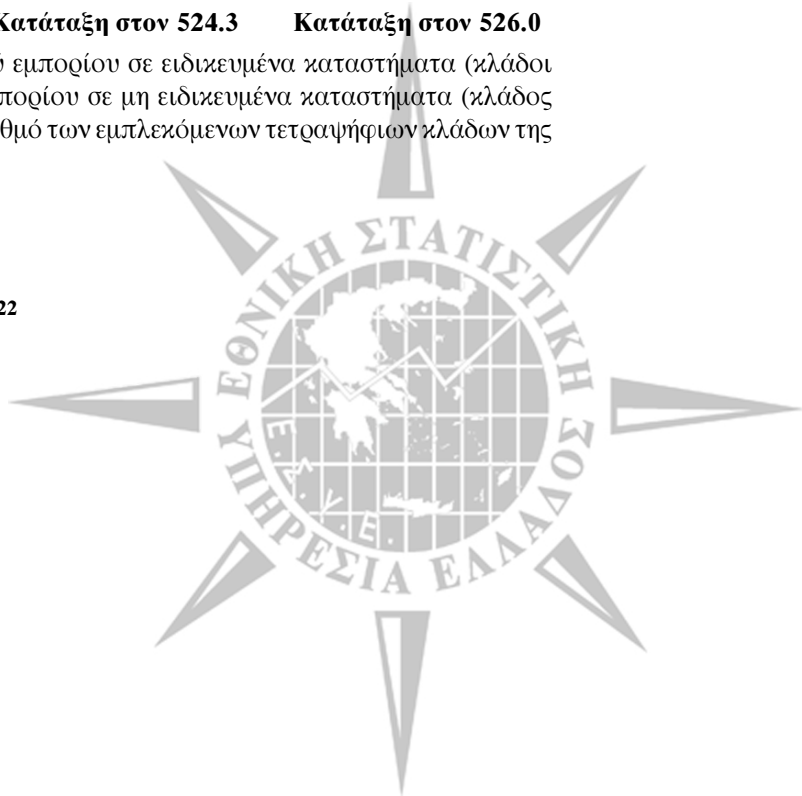 Κατάταξη στον 524.3 Κατάταξη στον 526.0
εμπορίου σε ειδικευμένα καταστήματα (κλάδοι
πορίου σε μη ειδικευμένα καταστήματα (κλάδος
θμό των εμπλεκόμενων τετραψήφιων κλάδων της
22
ΕΘΝΙΚΗ ΣΤΑΤΙΣΤΙΚΗ
ΥΠΗΡΕΣΙΑ ΕΛΛΑΔΟΣ
Ε.Σ.Υ.Ε.